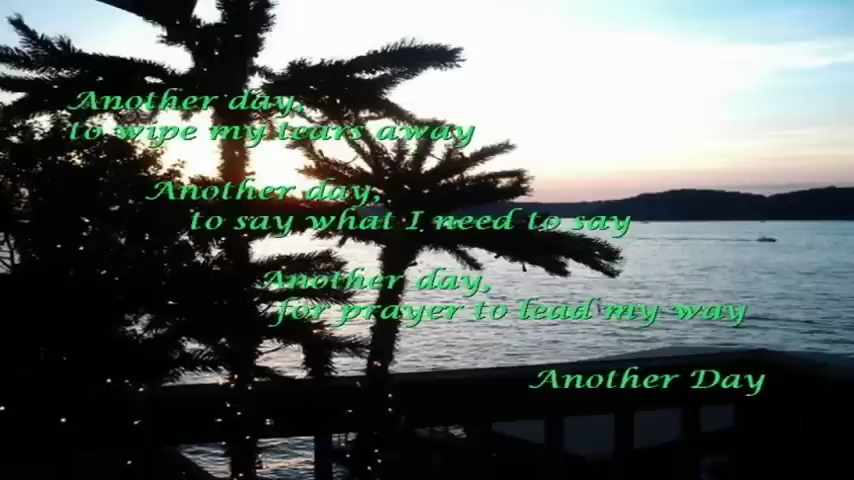 Another day,
to wipe my tears away
Another day,
to say what I need to say
Another day,
for prayer to lead my way
Another Day